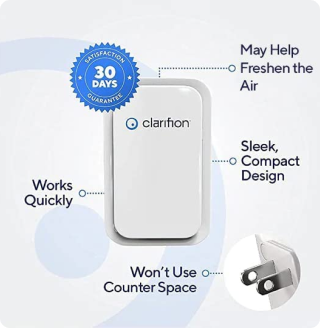 SATISFACTION
30
DAYS
GUARANTEE
May Help
Freshen the
Air
clarifion
Sleek,
Compact
Design
Works
Quickly
Won't Use
Counter Space